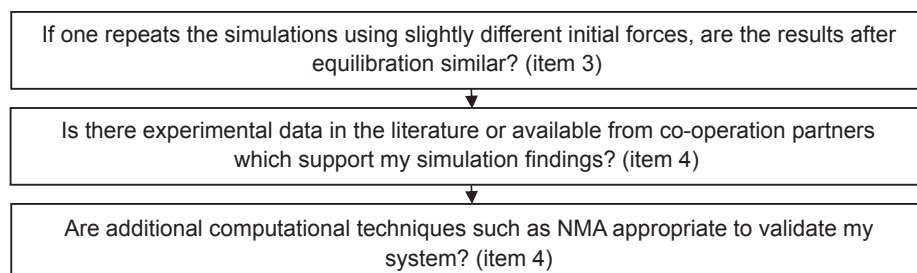 If one repeats the simulations using slightly different initial forces, are the results after
equilibration similar? (item 3)
Is there experimental data in the literature or available from co-operation partners
which support my simulation findings? (item 4)
Are additional computational techniques such as NMA appropriate to validate my
system? (item 4)